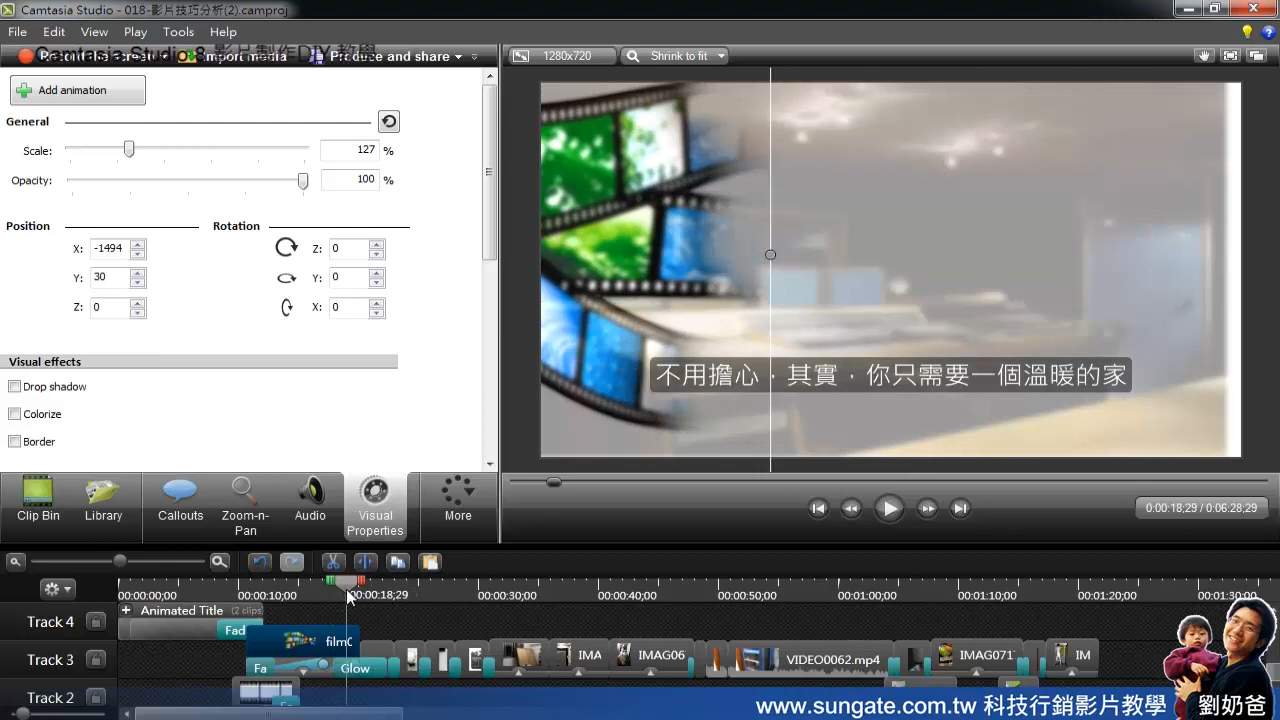 Camtasia Studio - 018-影片技巧分析(2).camproj
File Edit View Play Tools Help
Camtasia Studio 8 影片製作DIY 教學
Import media
Produce and share
1280x720
Shrink to fit
Add animation
General
Scale: 127 %
Opacity: 100 %
Position
Rotation
X: -1494
Z: 0
Y: 30
Y: 0
Z: 0
X: 0
Visual effects
Drop shadow
Colorize
Border
不用擔心，其實，你只需要一個溫暖的家
Clip Bin
Library
Callouts
Zoom-n-Pan
Audio
Visual Properties
More
0:00:18;29 / 0:06:28;29
00:00:00;00
00:00:10;00
00:00:18;29
00:00:30;00
00:00:40;00
00:00:50;00
00:01:00;00
00:01:10;00
00:01:20;00
00:01:30;00
Track 4
Animated Title (2 clips
Fad
Track 3
filmC
Fa
Glow
IMA
IMAG06
VIDEO0062.mp4
IMAG071
IM
Track 2
www.sungate.com.tw 科技行銷影片教學
劉奶爸